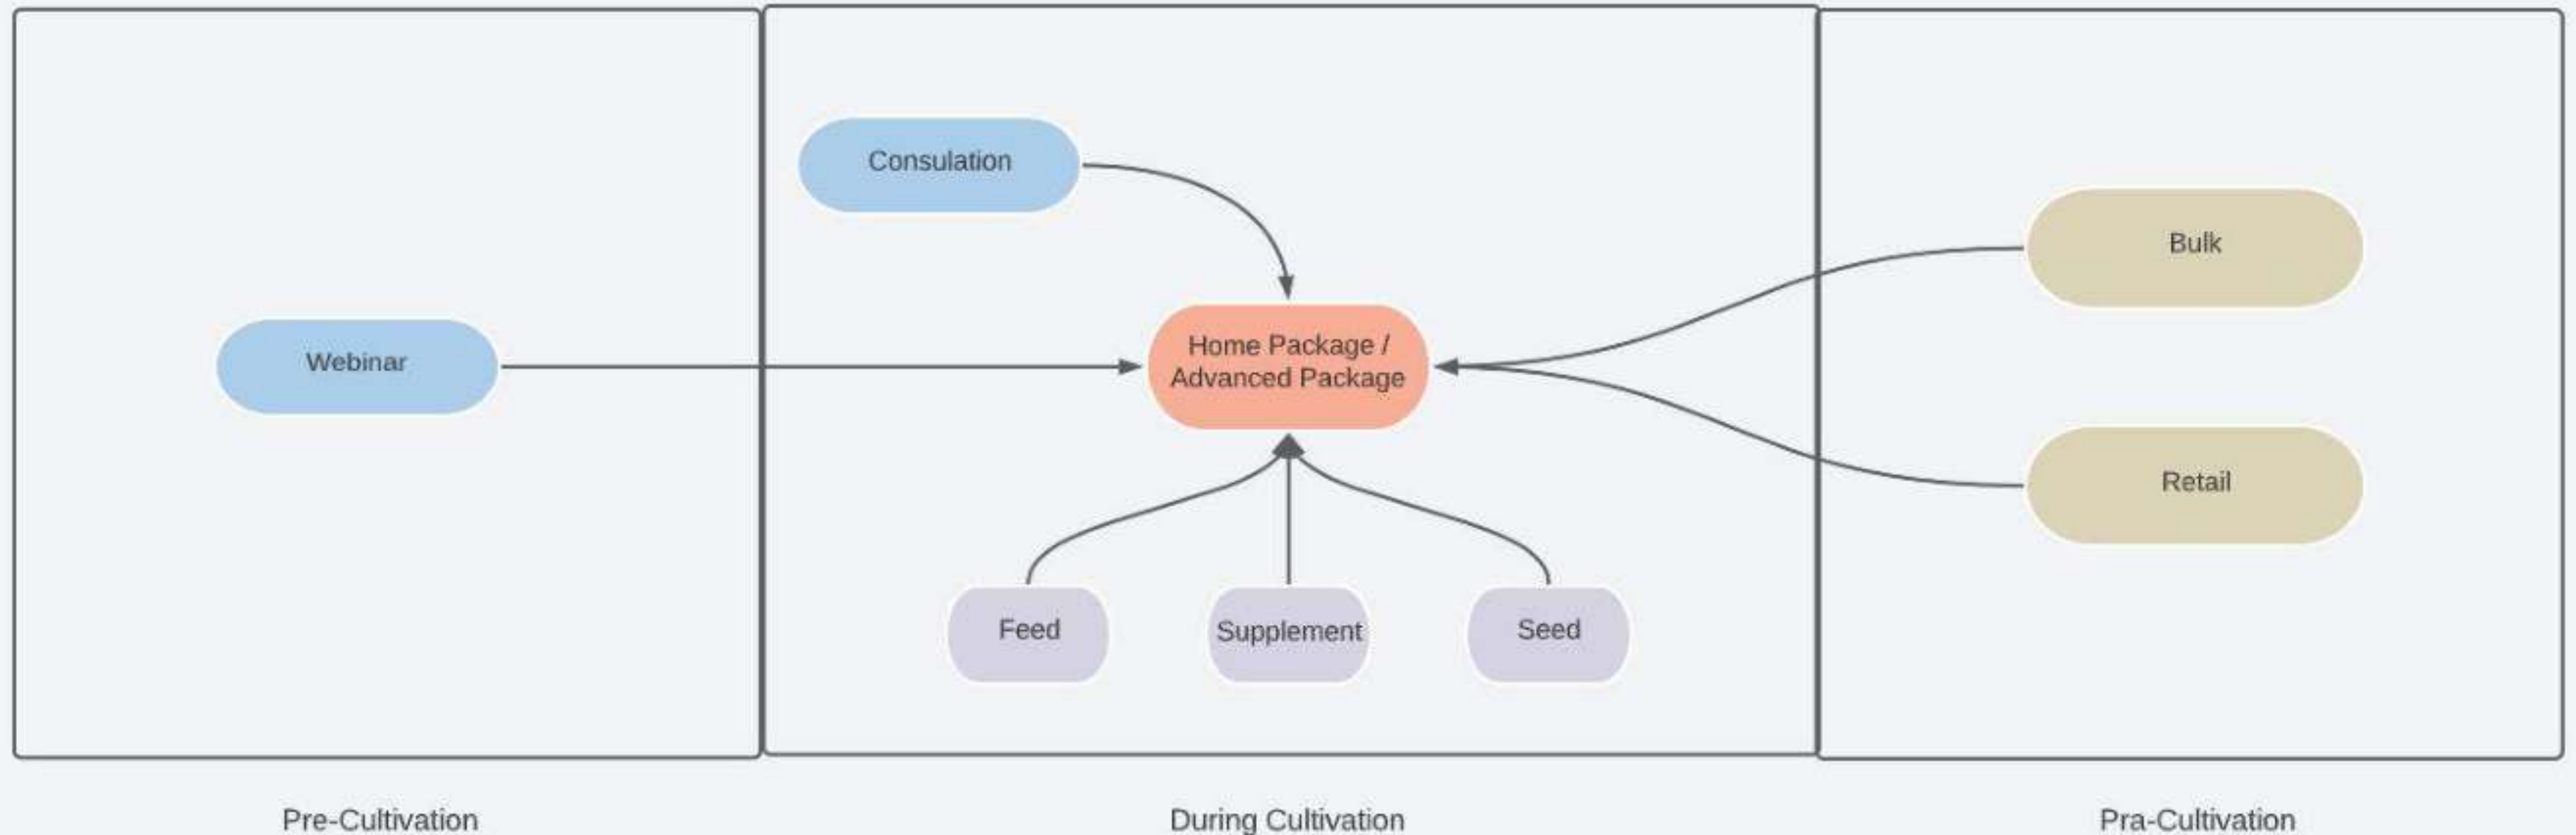 Consulation
Bulk
Webinar
Home Package /
Advanced Package
Retail
Feed
Supplement
Seed
Pre-Cultivation
During Cultivation
Pra-Cultivation